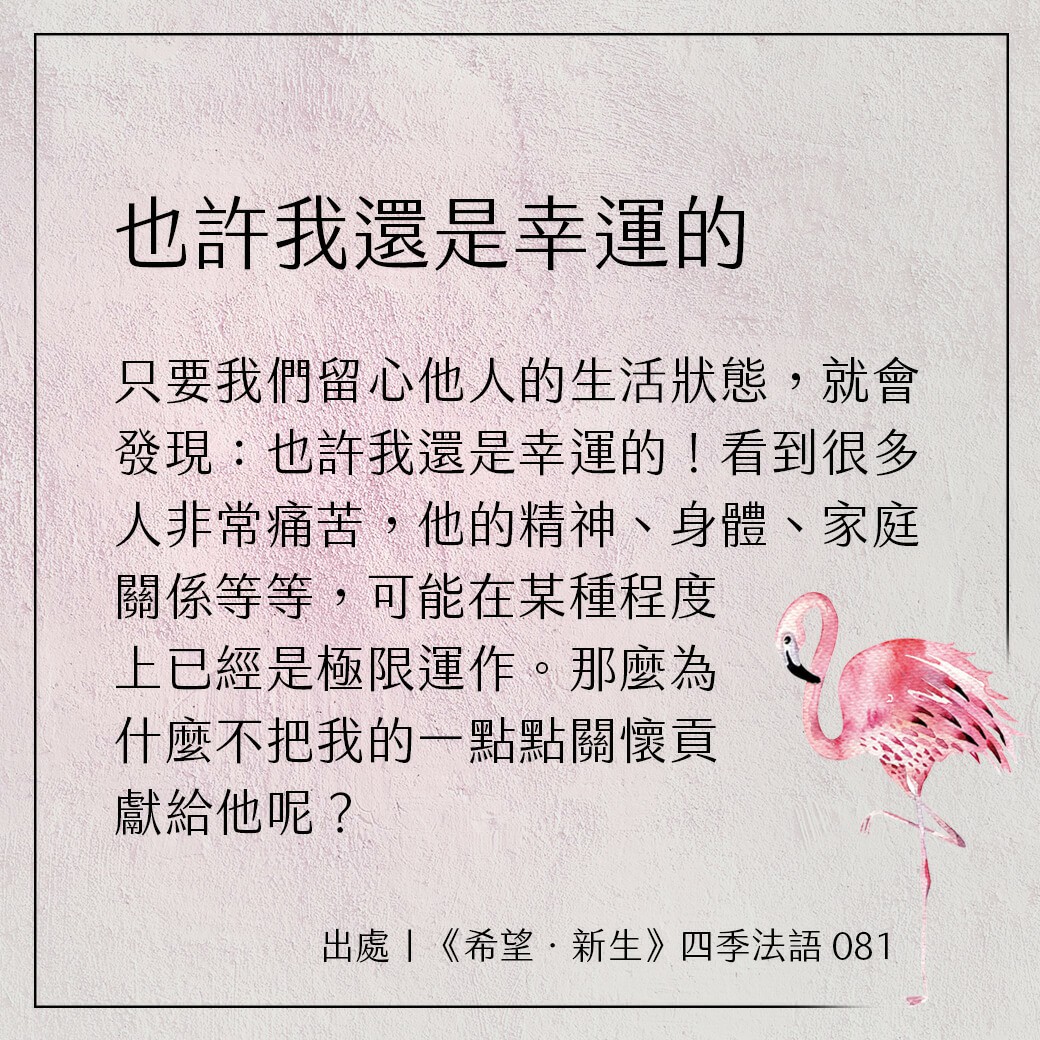 也許我還是幸運的
只要我們留心他人的生活狀態，就會
發現：也許我還是幸運的！看到很多
人非常痛苦，他的精神、身體、家庭
關係等等，可能在某種程度
上已經是極限運作。那麼為
什麼不把我的一點點關懷貢
獻給他呢？
出處〡《希望．新生》四季法語 081